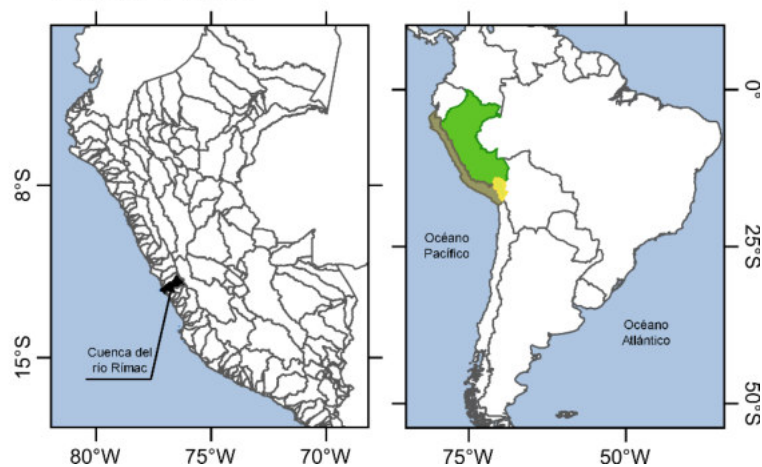 8°S
15°S
Cuenca del
río Rímac
80°W
75°W
70°W
0°
25°S
50°S
Océano
Pacífico
Océano
Atlántico
75°W
50°W